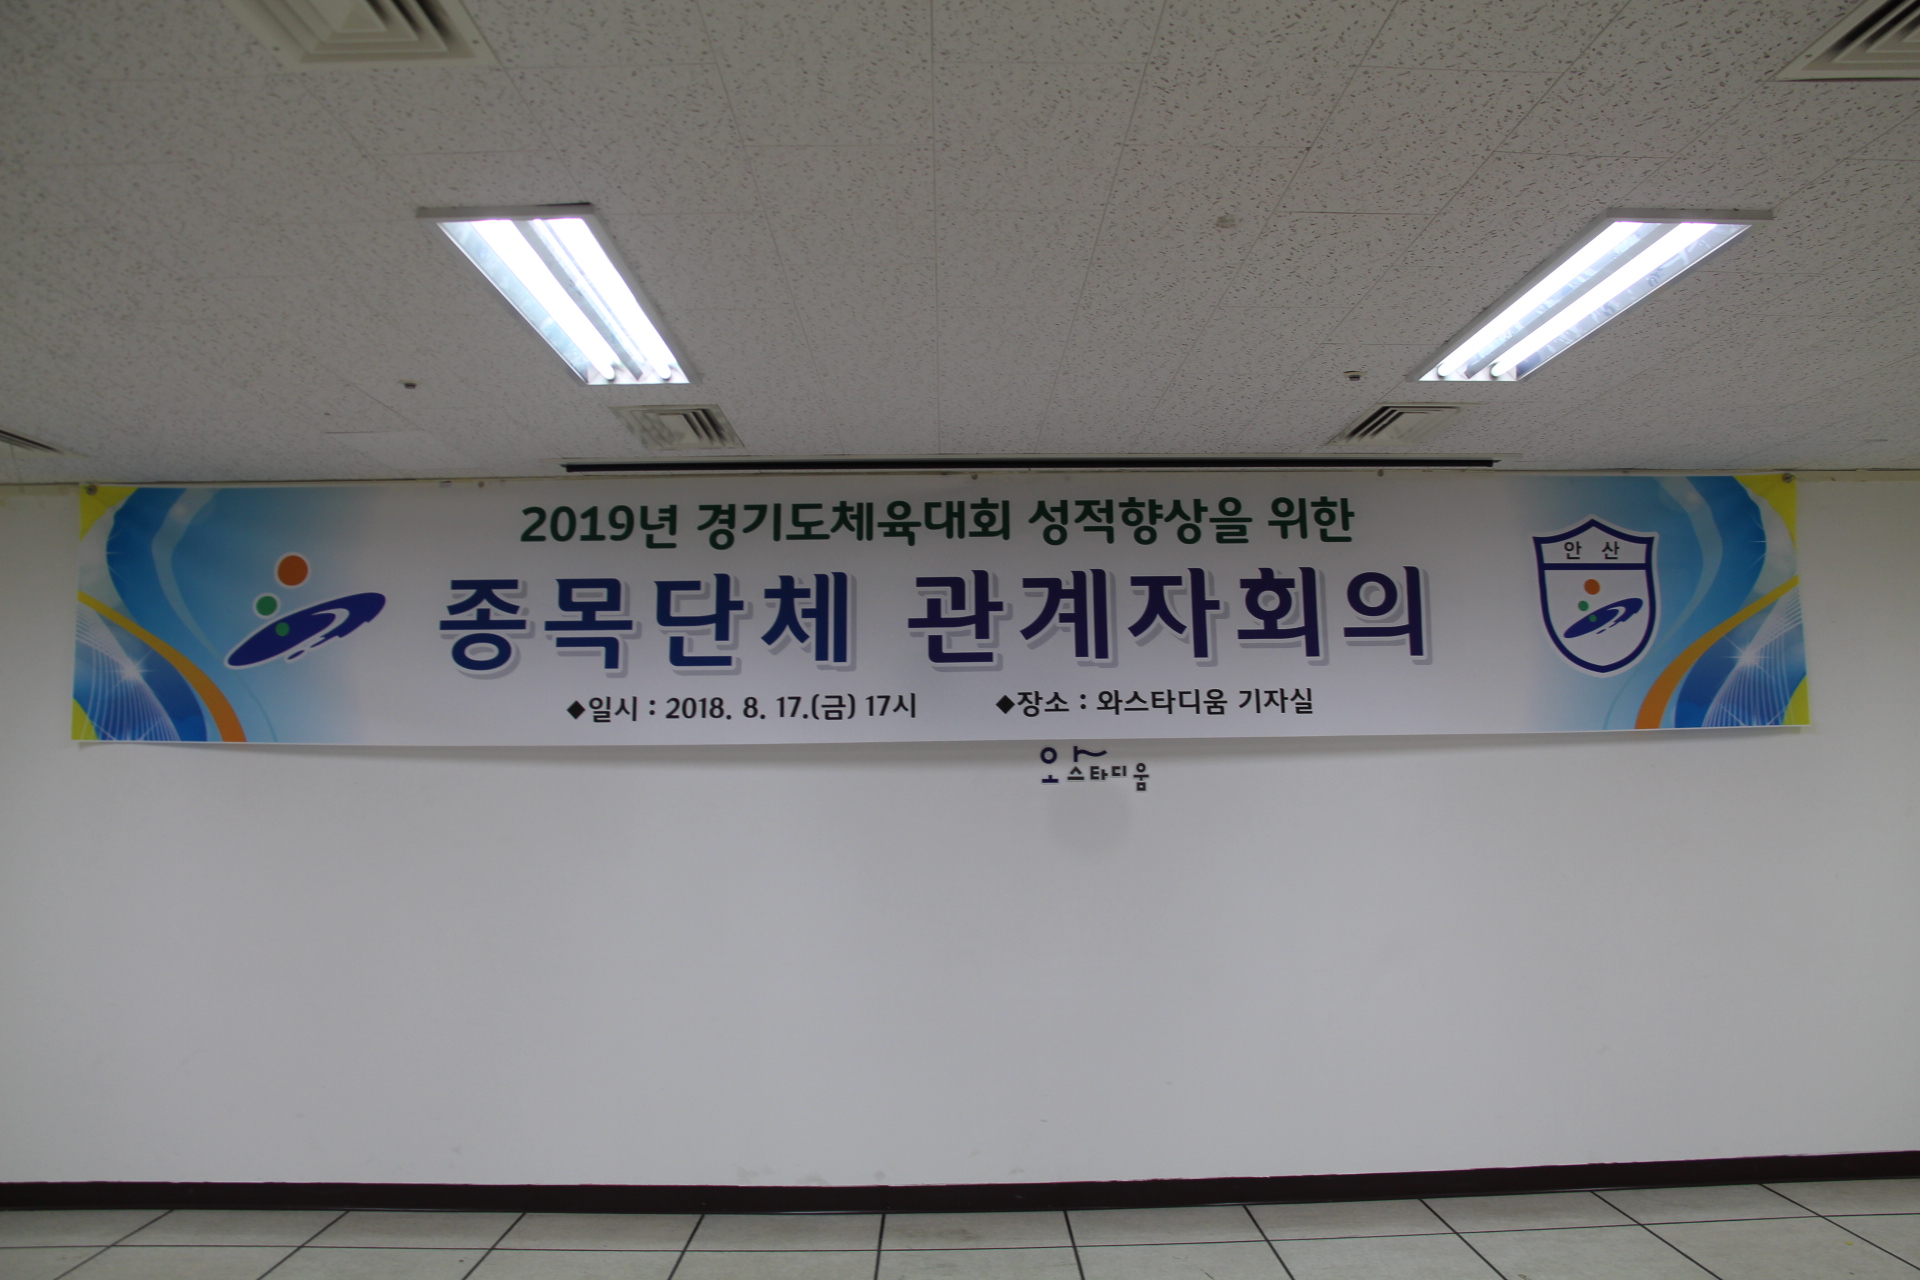 2019년 경기도체육대회 성적향상을 위한
종목단체 관계자회의
◆일시 : 2018. 8. 17.(금) 17시
◆장소 : 와스타디움 기자실
안 산
와스타디움